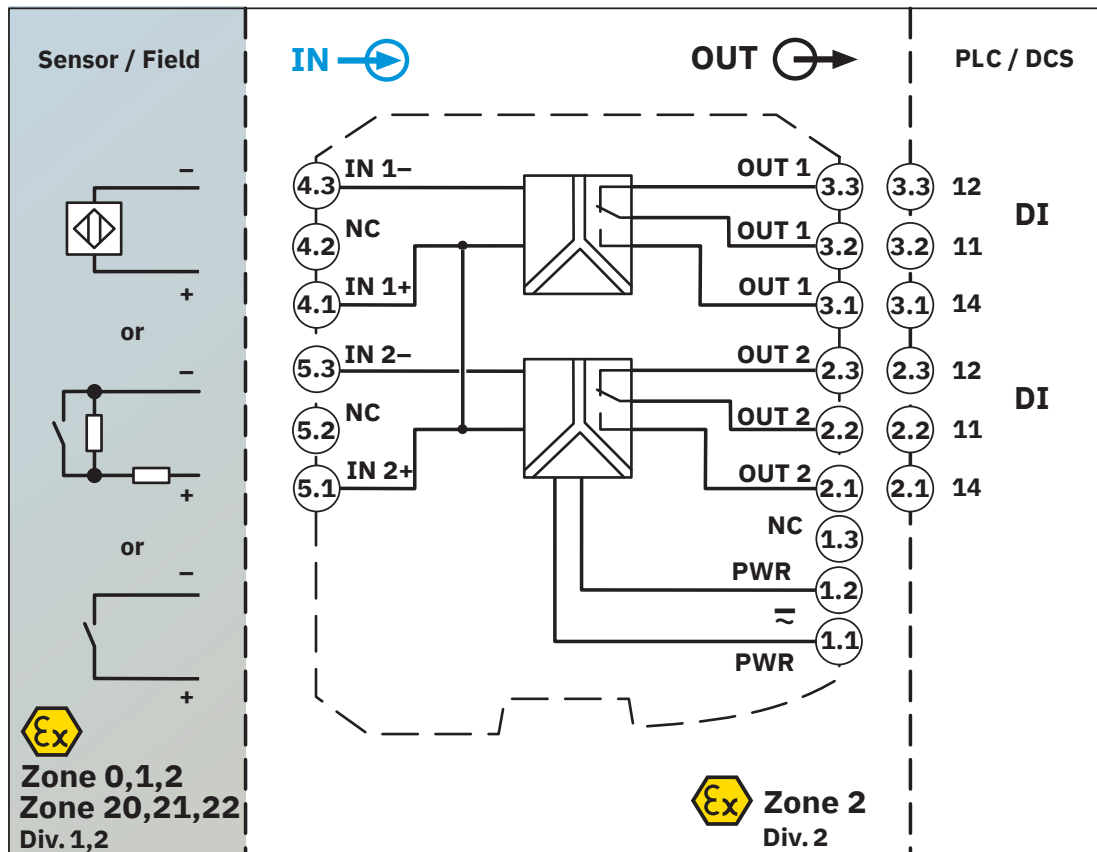 Sensor / Field
IN
OUT
PLC / DCS
−
+
or
−
+
or
−
+
Ex
Zone 0,1,2
Zone 20,21,22
Div. 1,2
4.3 IN 1−
4.2 NC
4.1 IN 1+
5.3 IN 2−
5.2 NC
5.1 IN 2+
OUT 1 3.3
OUT 1 3.2
OUT 1 3.1
OUT 2 2.3
OUT 2 2.2
OUT 2 2.1
NC 1.3
PWR 1.2
1.1
PWR
Ex Zone 2
Div. 2
3.3 12
DI
3.2 11
3.1 14
2.3 12
DI
2.2 11
2.1 14